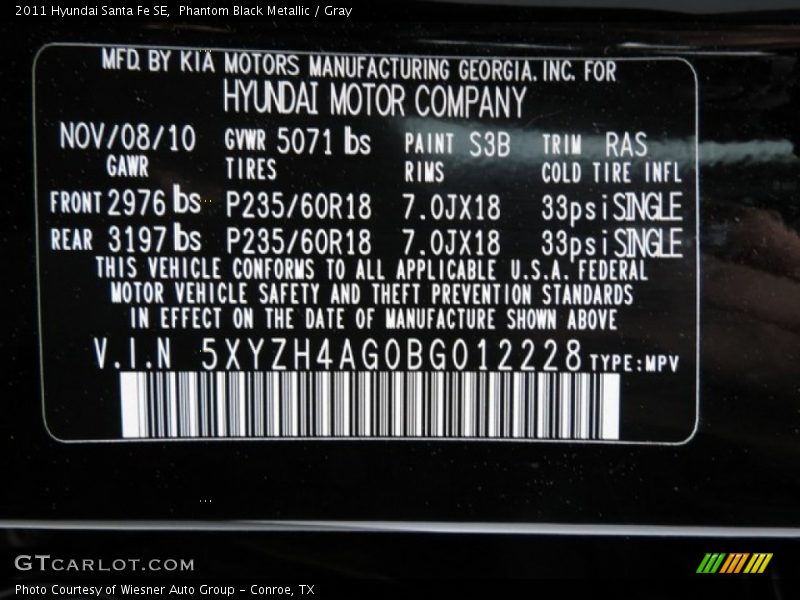 2011 Hyundai Santa Fe SE, Phantom Black Metallic / Gray
MFD. BY KIA MOTORS MANUFACTURING GEORGIA. INC. FOR
HYUNDAI MOTOR COMPANY
NOV/08/10 GVWR 5071 lbs PAINT S3B TRIM RAS
GAWR TIRES RIMS COLD TIRE INFL
FRONT 2976 lbs P235/60R18 7.0JX18 33psi SINGLE
REAR 3197 lbs P235/60R18 7.0JX18 33psi SINGLE
THIS VEHICLE CONFORMS TO ALL APPLICABLE U.S.A. FEDERAL
MOTOR VEHICLE SAFETY AND THEFT PREVENTION STANDARDS
IN EFFECT ON THE DATE OF MANUFACTURE SHOWN ABOVE
V.I.N 5XYZH4AG0BG012228 TYPE:MPV
GTCARLOT.COM
Photo Courtesy of Wiesner Auto Group - Conroe, TX